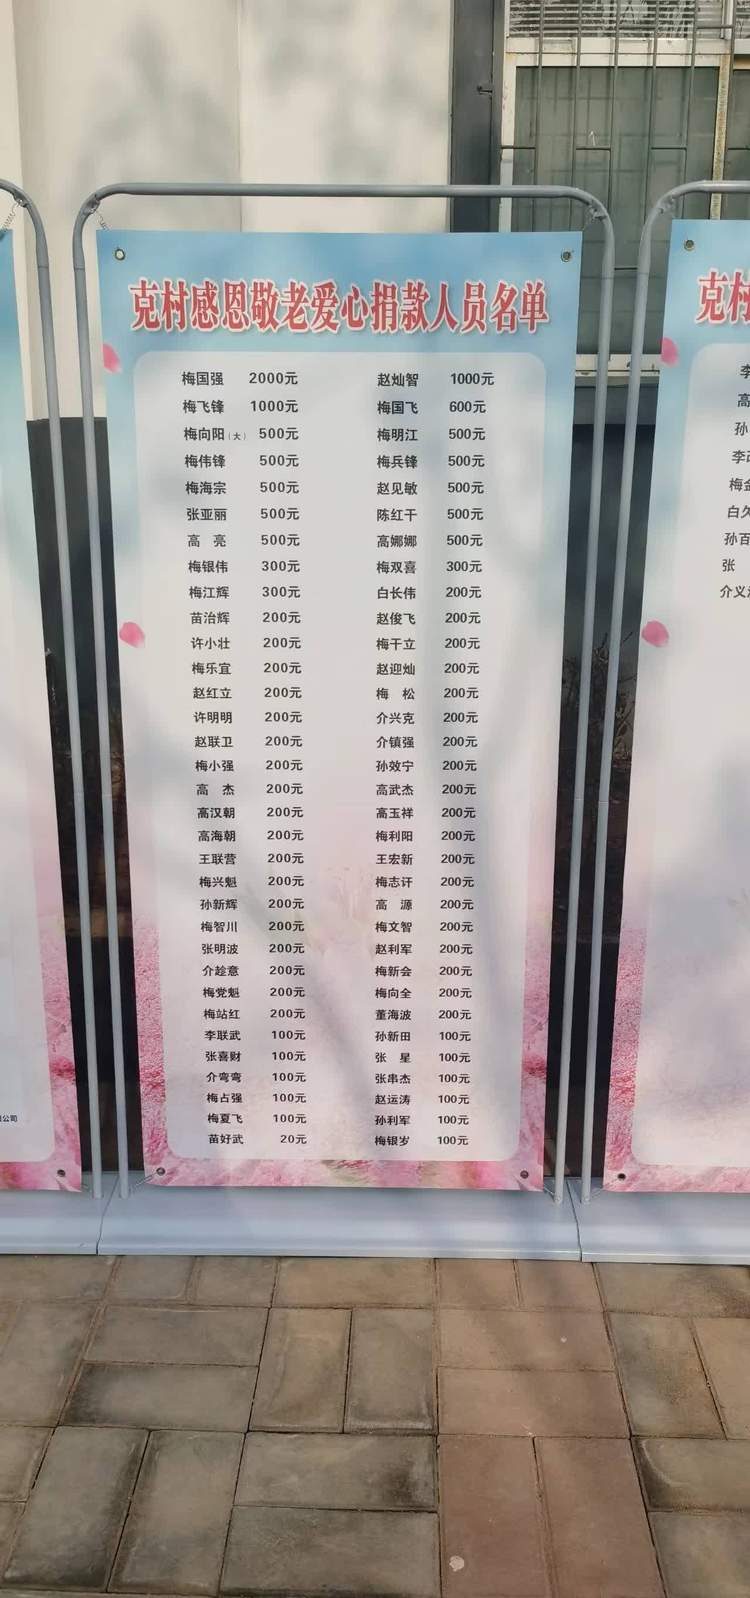 克村感恩敬老爱心捐款人员名单
梅国强 2000元 赵灿智 1000元
梅飞锋 1000元 梅国飞 600元
梅向阳（大） 500元 梅明江 500元
梅伟锋 500元 梅兵锋 500元
梅海宗 500元 赵见敏 500元
张亚丽 500元 陈红干 500元
高 亮 500元 高娜娜 500元
梅银伟 300元 梅双喜 300元
梅江辉 300元 白长伟 200元
苗治辉 200元 赵俊飞 200元
许小壮 200元 梅干立 200元
梅乐宜 200元 赵迎灿 200元
赵红立 200元 梅 松 200元
许明明 200元 介兴克 200元
赵联卫 200元 介镇强 200元
梅小强 200元 孙效宁 200元
高 杰 200元 高武杰 200元
高汉朝 200元 高玉祥 200元
高海朝 200元 梅利阳 200元
王联营 200元 王宏新 200元
梅兴魁 200元 梅志讦 200元
孙新辉 200元 高 源 200元
梅智川 200元 梅文智 200元
张明波 200元 赵利军 200元
介趁意 200元 梅新会 200元
梅党魁 200元 梅向全 200元
梅站红 200元 董海波 200元
李联武 100元 孙新田 100元
张喜财 100元 张 星 100元
介弯弯 100元 张串杰 100元
梅占强 100元 赵运涛 100元
梅夏飞 100元 孙利军 100元
苗好武 20元 梅银岁 100元
克村
李
高
孙
李
梅金
白久
孙百
张
介义
公司